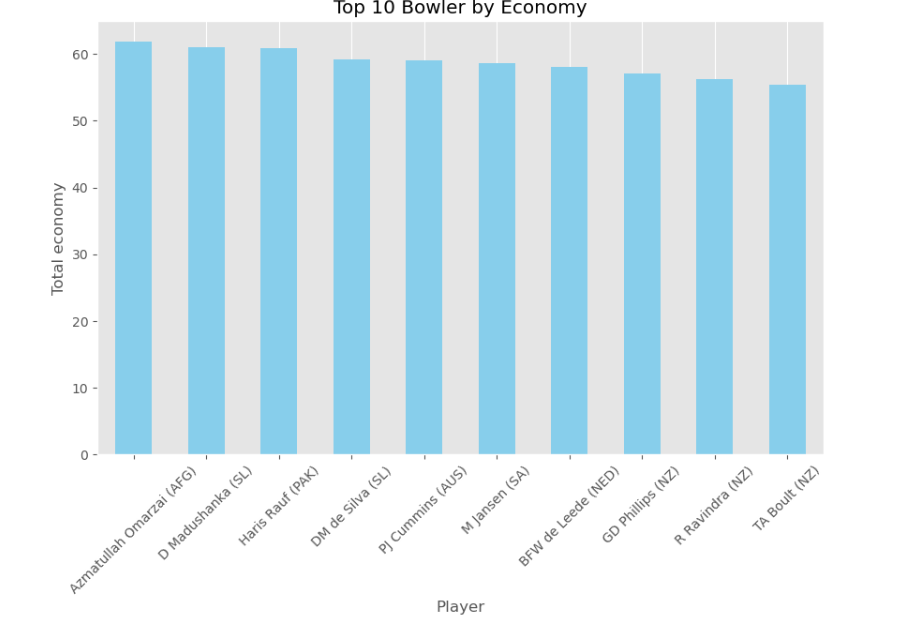 Top 10 Bowler by Economy
Total economy
60
50
40
30
20
10
0
Azmatullah Omarzai (AFG)
D Madushanka (SL)
Haris Rauf (PAK)
DM de Silva (SL)
PJ Cummins (AUS)
M Jansen (SA)
BFW de Leede (NED)
GD Phillips (NZ)
R Ravindra (NZ)
TA Boult (NZ)
Player